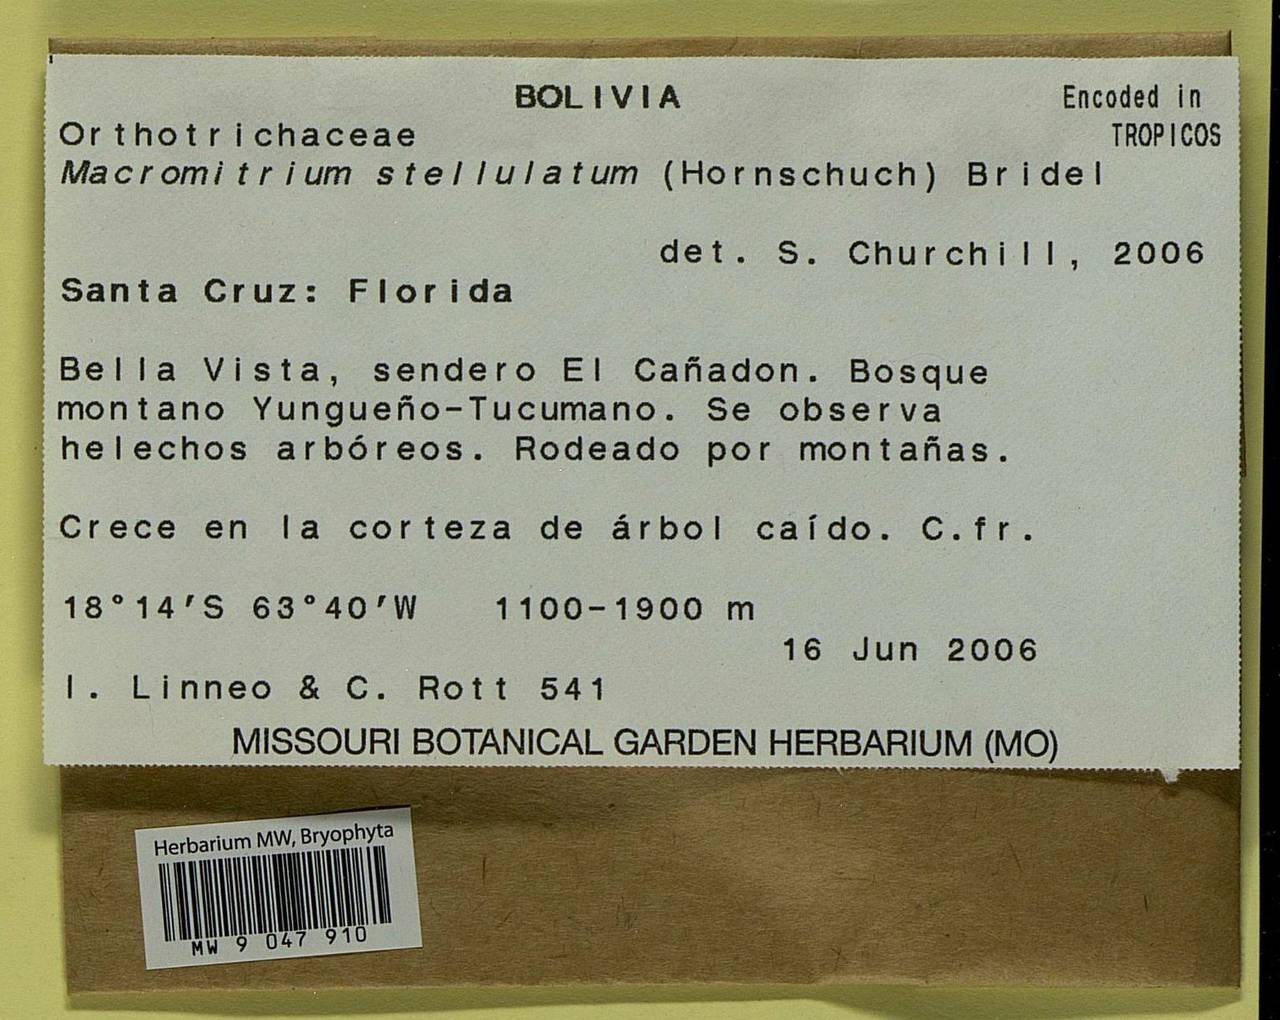 BOLIVIA
Encoded in
TROPICOS
Orthotrichaceae
Macromitrium stellulatum (Hornschuch) Bridel
det. S. Churchill, 2006
Santa Cruz: Florida
Bella Vista, sendero El Cañadon. Bosque
montano Yungueño-Tucumano. Se observa
helechos arbóreos. Rodeado por montañas.
Crece en la corteza de árbol caído. C.fr.
18°14'S 63°40'W 1100-1900 m
16 Jun 2006
I. Linneo & C. Rott 541
MISSOURI BOTANICAL GARDEN HERBARIUM (MO)
Herbarium MW, Bryophyta
MW 9 047 910